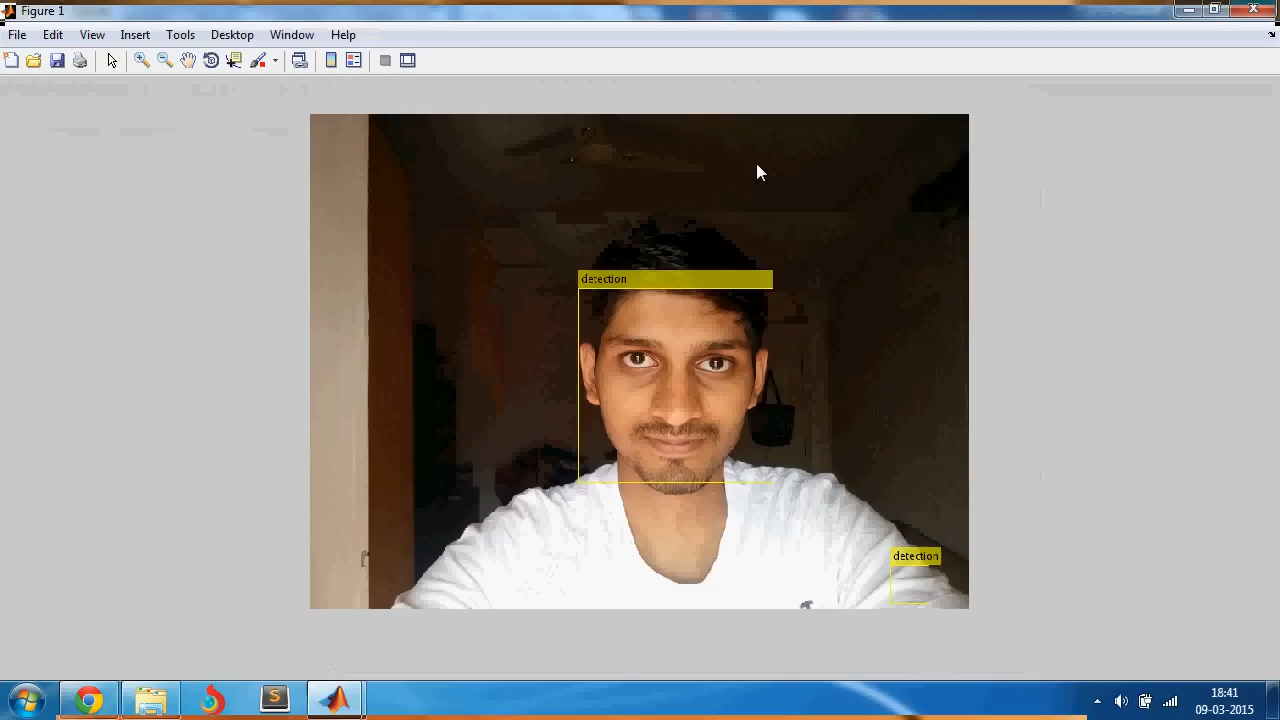 Figure 1
File Edit View Insert Tools Desktop Window Help
detection
detection
18:41
09-03-2015